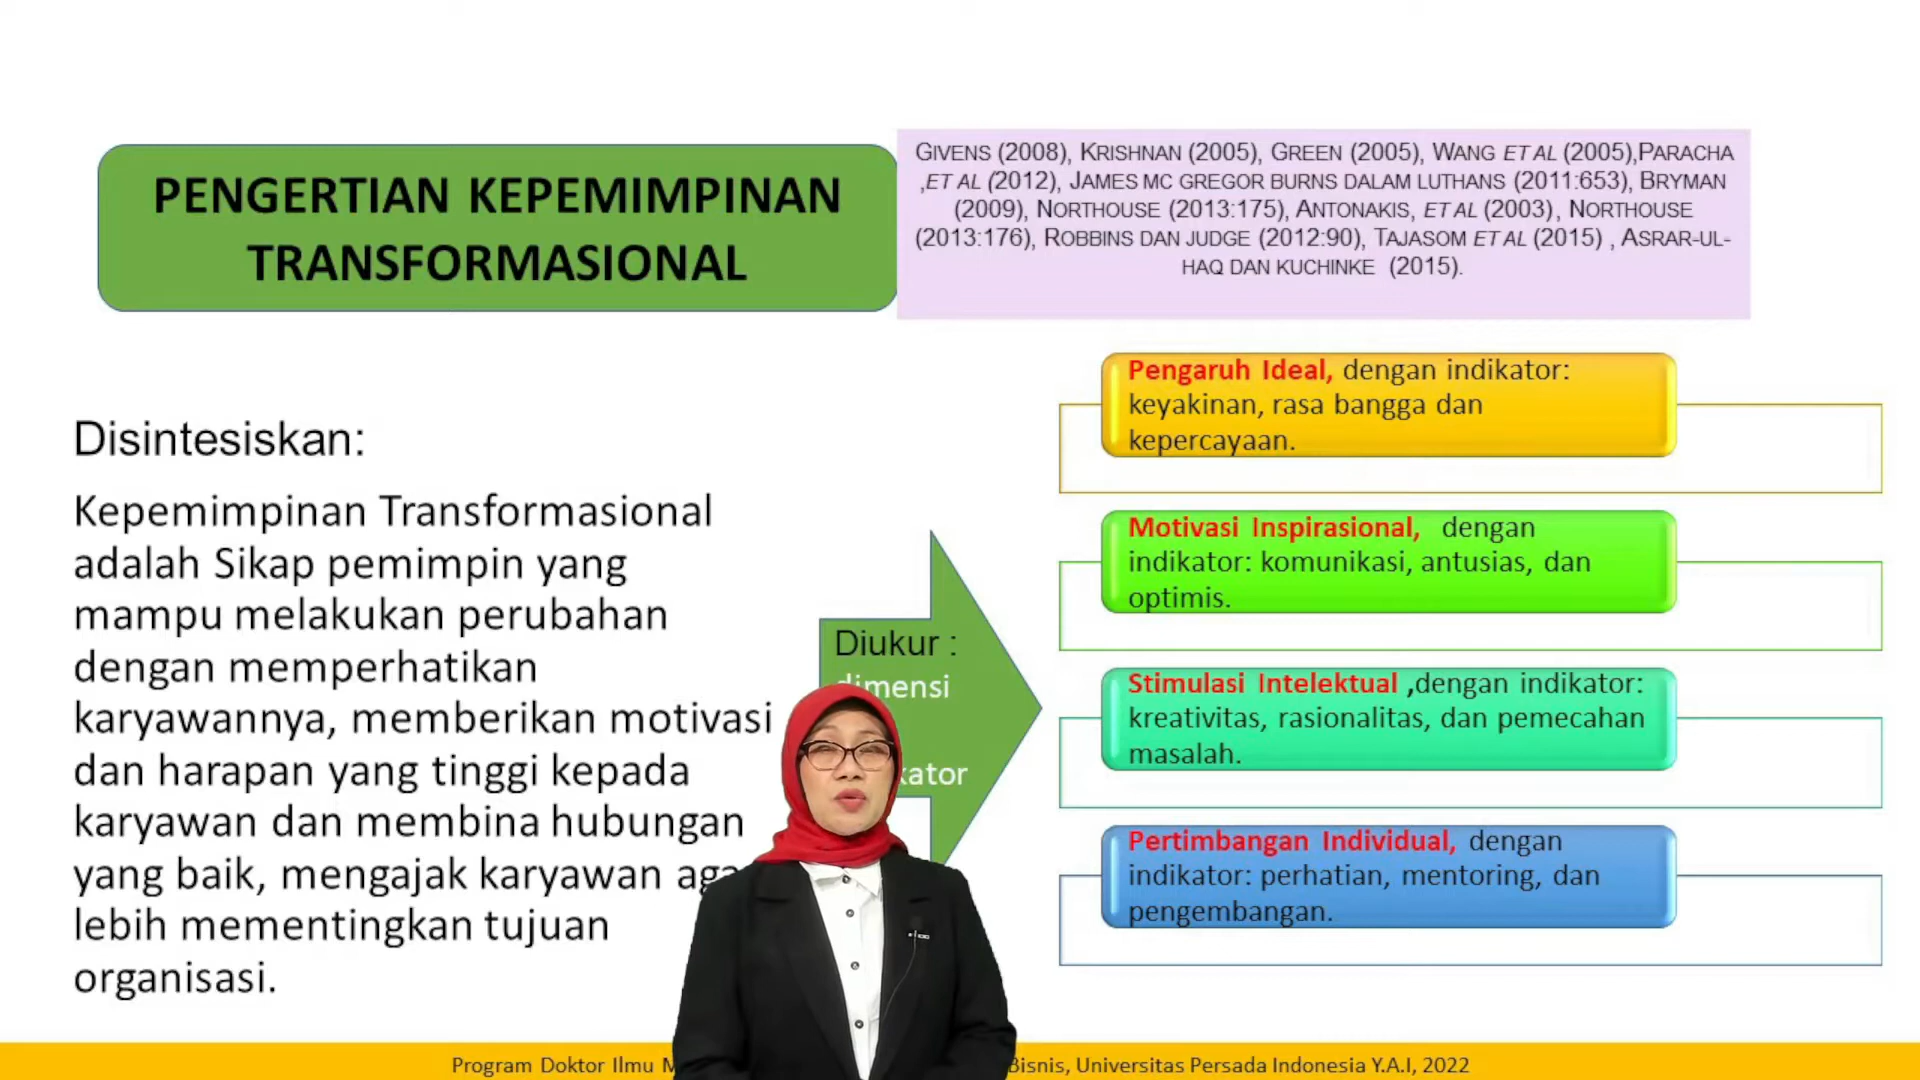 PENGERTIAN KEPEMIMPINAN
TRANSFORMASIONAL
GIVENS (2008), KRISHNAN (2005), GREEN (2005), WANG ET AL (2005),PARACHA
,ET AL (2012), JAMES MC GREGOR BURNS DALAM LUTHANS (2011:653), BRYMAN
(2009), NORTHOUSE (2013:175), ANTONAKIS, ET AL (2003), NORTHOUSE
(2013:176), ROBBINS DAN JUDGE (2012:90), TAJASOM ET AL (2015) , ASRAR-UL-
HAQ DAN KUCHINKE (2015).
Disintesiskan:
Kepemimpinan Transformasional
adalah Sikap pemimpin yang
mampu melakukan perubahan
dengan memperhatikan
karyawannya, memberikan motivasi
dan harapan yang tinggi kepada
karyawan dan membina hubungan
yang baik, mengajak karyawan
lebih mementingkan tujuan
organisasi.
Diukur :
dimensi
Pengaruh Ideal, dengan indikator:
keyakinan, rasa bangga dan
kepercayaan.
Motivasi Inspirasional, dengan
indikator: komunikasi, antusias, dan
optimis.
Stimulasi Intelektual ,dengan indikator:
kreativitas, rasionalitas, dan pemecahan
masalah.
Pertimbangan Individual, dengan
indikator: perhatian, mentoring, dan
pengembangan.
Program Doktor Ilmu
Bisnis, Universitas Persada Indonesia Y.A.I, 2022